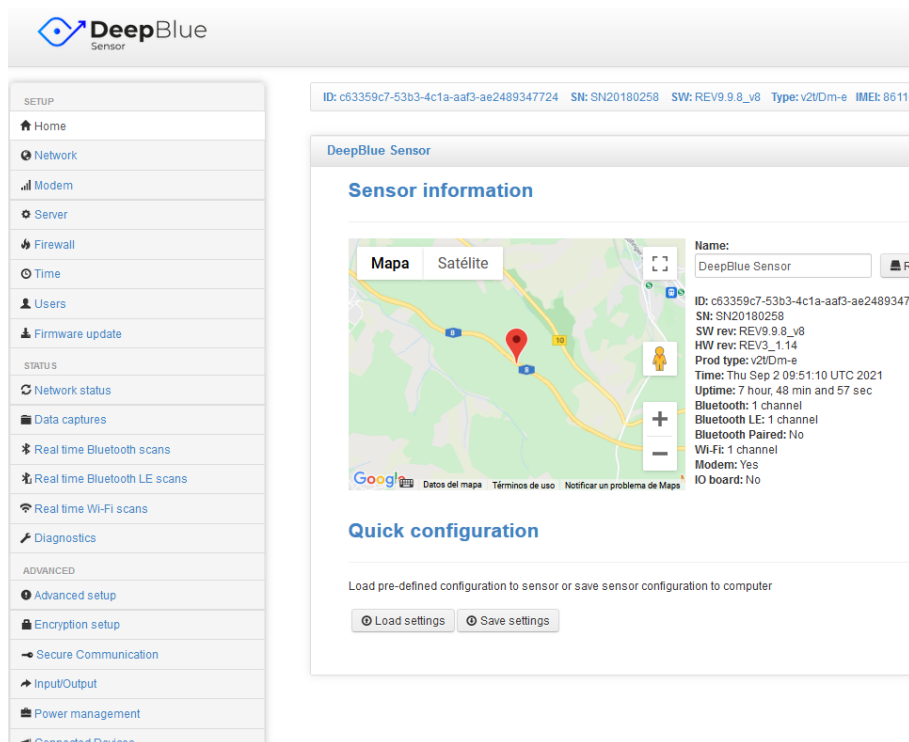 DeepBlue
Sensor
SETUP
Home
Network
Modem
Server
Firewall
Time
Users
Firmware update
STATUS
Network status
Data captures
Real time Bluetooth scans
Real time Bluetooth LE scans
Real time Wi-Fi scans
Diagnostics
ADVANCED
Advanced setup
Encryption setup
Secure Communication
Input/Output
Power management
Connected Devices
ID: c63359c7-53b3-4c1a-aaf3-ae2489347724 SN: SN20180258 SW: REV9.9.8_v8 Type: v2t/Dm-e IMEI: 8611
DeepBlue Sensor
Sensor information
Mapa Satélite
8
10
8
Google
Datos del mapa Términos de uso Notificar un problema de Maps
Name:
DeepBlue Sensor R
ID: c63359c7-53b3-4c1a-aaf3-ae2489347
SN: SN20180258
SW rev: REV9.9.8_v8
HW rev: REV3_1.14
Prod type: v2t/Dm-e
Time: Thu Sep 2 09:51:10 UTC 2021
Uptime: 7 hour, 48 min and 57 sec
Bluetooth: 1 channel
Bluetooth LE: 1 channel
Bluetooth Paired: No
Wi-Fi: 1 channel
Modem: Yes
IO board: No
Quick configuration
Load pre-defined configuration to sensor or save sensor configuration to computer
Load settings Save settings